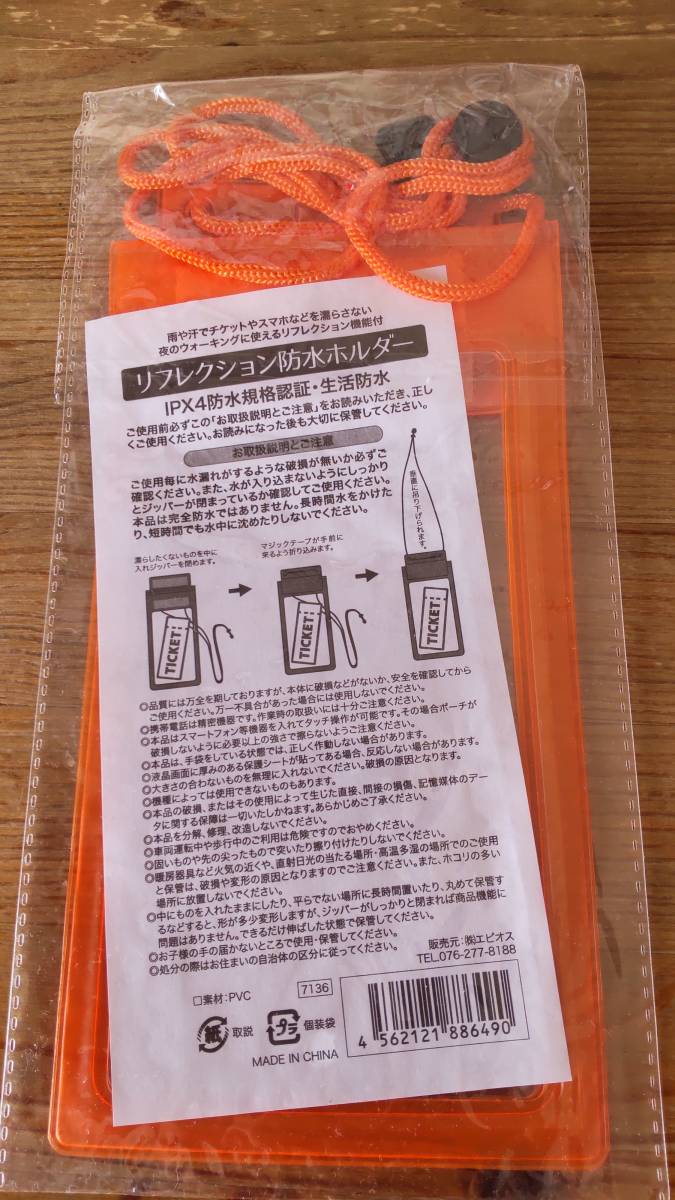 雨や汗でチケットやスマホなどを濡らさない
夜のウォーキングに使えるリフレクション機能付
リフレクション防水ホルダー
IPX4防水規格認証・生活防水
ご使用前必ずこの「お取扱説明とご注意」をお読みいただき、正し
くご使用ください。お読みになった後も大切に保管してください。
お取扱説明とご注意
ご使用毎に水漏れがするような破損が無いか必ずご
確認ください。また、水が入り込まないようにしっかり
とジッパーが閉まっているか確認してご使用ください。
本品は完全防水ではありません。長時間水をかけた
り、短時間でも水中に沈めたりしないでください。
濡らしたくないものを中に
入れジッパーを閉めます。
マジックテープが手前に
来るよう折り込みます。
垂直に吊り下げられます。
TICKET
TICKET
TICKET
◎品質には万全を期しておりますが、本体に破損などがないか、安全を確認してから
ご使用ください。万一不具合があった場合には使用しないでください。
◎携帯電話は精密機器です。作業時の取扱いには十分ご注意ください。
◎本品はスマートフォン等機器を入れてタッチ操作が可能です。その場合ポーチが
破損しないように必要以上の強さで擦らないようご注意ください。
◎本品は、手袋をしている状態では、正しく作動しない場合があります。
◎液晶画面に厚みのある保護シートが貼ってある場合、反応しない場合があります。
◎大きさの合わないものを無理に入れないでください。破損の原因となります。
◎機種によっては使用できないものもあります。
◎本品の破損、またはその使用によって生じた直接、間接の損傷、記憶媒体のデー
タに関する保障は一切いたしかねます。あらかじめご了承ください。
◎本品を分解、修理、改造しないでください。
◎車両運転中や歩行中のご利用は危険ですのでおやめください。
◎固いものや先の尖ったもので突いたり擦り付けたりしないでください。
◎暖房器具など火気の近くや、直射日光の当たる場所・高温多湿の場所でのご使用
と保管は、破損や変形の原因となりますのでご注意ください。また、ホコリの多い
場所に放置しないでください。
◎中にものを入れたままにしたり、平らでない場所に長時間置いたり、丸めて保管す
るなどすると、形が多少変形しますが、ジッパーがしっかりと閉まれば商品機能に
問題はありません。できるだけ伸ばした状態で保管してください。
◎お子様の手の届かないところで使用・保管してください。
◎処分の際はお住まいの自治体の区分に従ってください。
販売元:㈱エピオス
TEL.076-277-8188
□素材:PVC
7136
紙 取説
プラ 個装袋
MADE IN CHINA
4 562121 886490